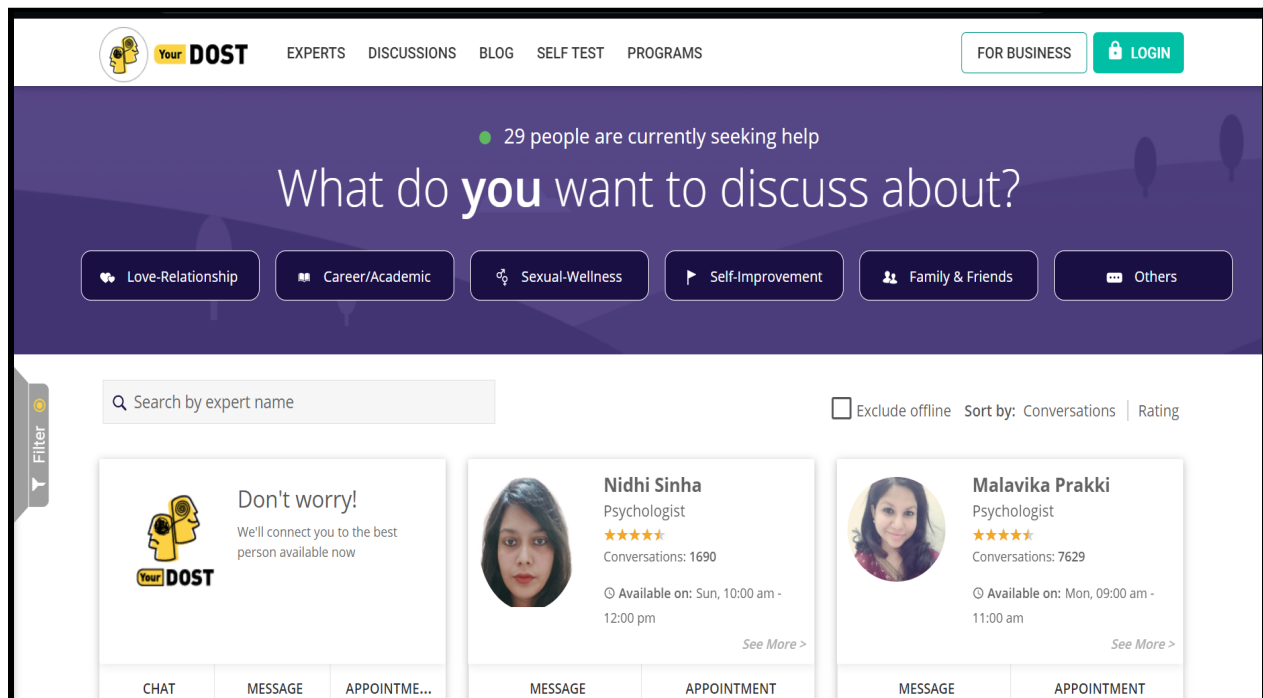 Your DOST EXPERTS DISCUSSIONS BLOG SELF TEST PROGRAMS FOR BUSINESS LOGIN
29 people are currently seeking help
What do you want to discuss about?
Love-Relationship Career/Academic Sexual-Wellness Self-Improvement Family & Friends Others
Search by expert name
Exclude offline Sort by: Conversations Rating
Filter
Don't worry!
We'll connect you to the best
person available now
Your DOST
CHAT MESSAGE APPOINTME...
Nidhi Sinha
Psychologist
Conversations: 1690
Available on: Sun, 10:00 am -
12:00 pm
See More >
MESSAGE APPOINTMENT
Malavika Prakki
Psychologist
Conversations: 7629
Available on: Mon, 09:00 am -
11:00 am
See More >
MESSAGE APPOINTMENT